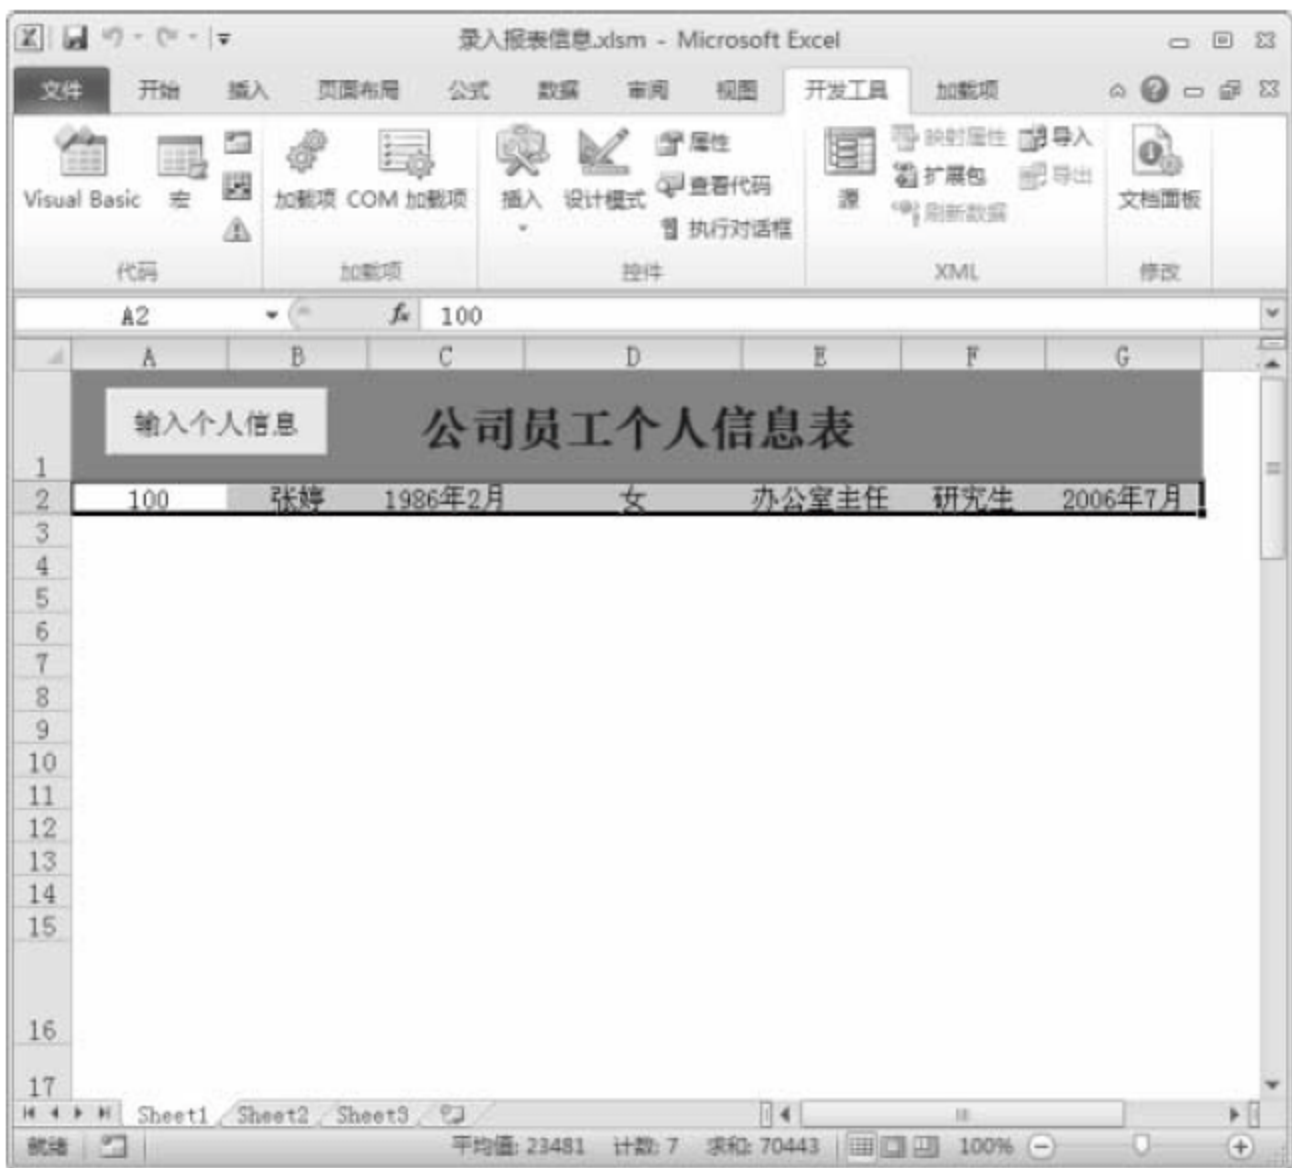 录入报表信息.xlsm - Microsoft Excel
文件 开始 插入 页面布局 公式 数据 审阅 视图 开发工具 加载项
Visual Basic 宏 加载项 COM 加载项 插入 设计模式 属性 查看代码 执行对话框 源 映射属性 扩展包 刷新数据 导入 导出 文档面板
代码 加载项 控件 XML 修改
A2 fx 100
A B C D E F G
1 输入个人信息 公司员工个人信息表
2 100 张婷 1986年2月 女 办公室主任 研究生 2006年7月
3
4
5
6
7
8
9
10
11
12
13
14
15
16
17
Sheet1 Sheet2 Sheet3
就绪 平均值: 23481 计数: 7 求和: 70443 100%